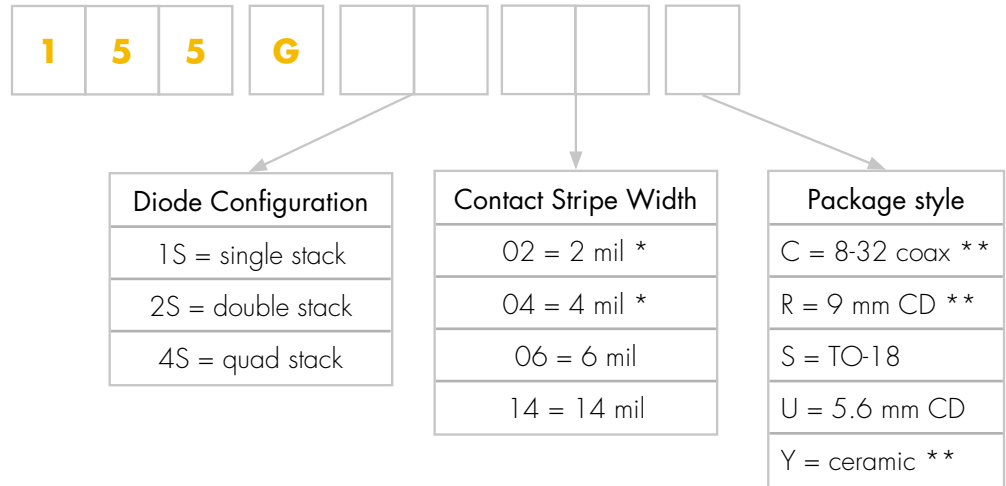 1 5 5 G
Diode Configuration
1S = single stack
2S = double stack
4S = quad stack
Contact Stripe Width
02 = 2 mil *
04 = 4 mil *
06 = 6 mil
14 = 14 mil
Package style
C = 8-32 coax **
R = 9 mm CD **
S = TO-18
U = 5.6 mm CD
Y = ceramic **